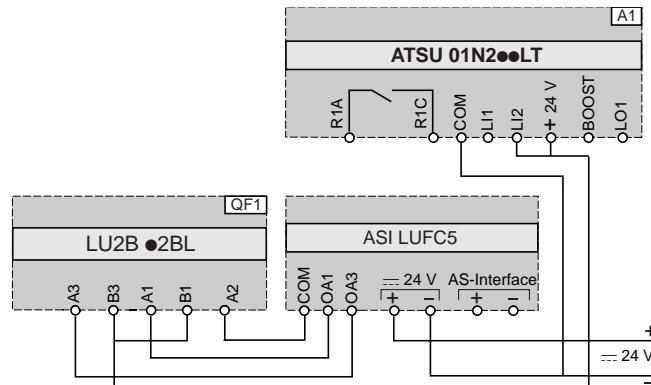 A1
ATSU 01N2●●LT
R1A R1C COM LI1 LI2 + 24 V BOOST LO1
QF1
LU2B ●2BL
ASI LUFC5
A3 B3 A1 B1 A2
COM OA1 OA3 ⎓ 24 V AS-Interface
+ – + –
+
⎓ 24 V
–